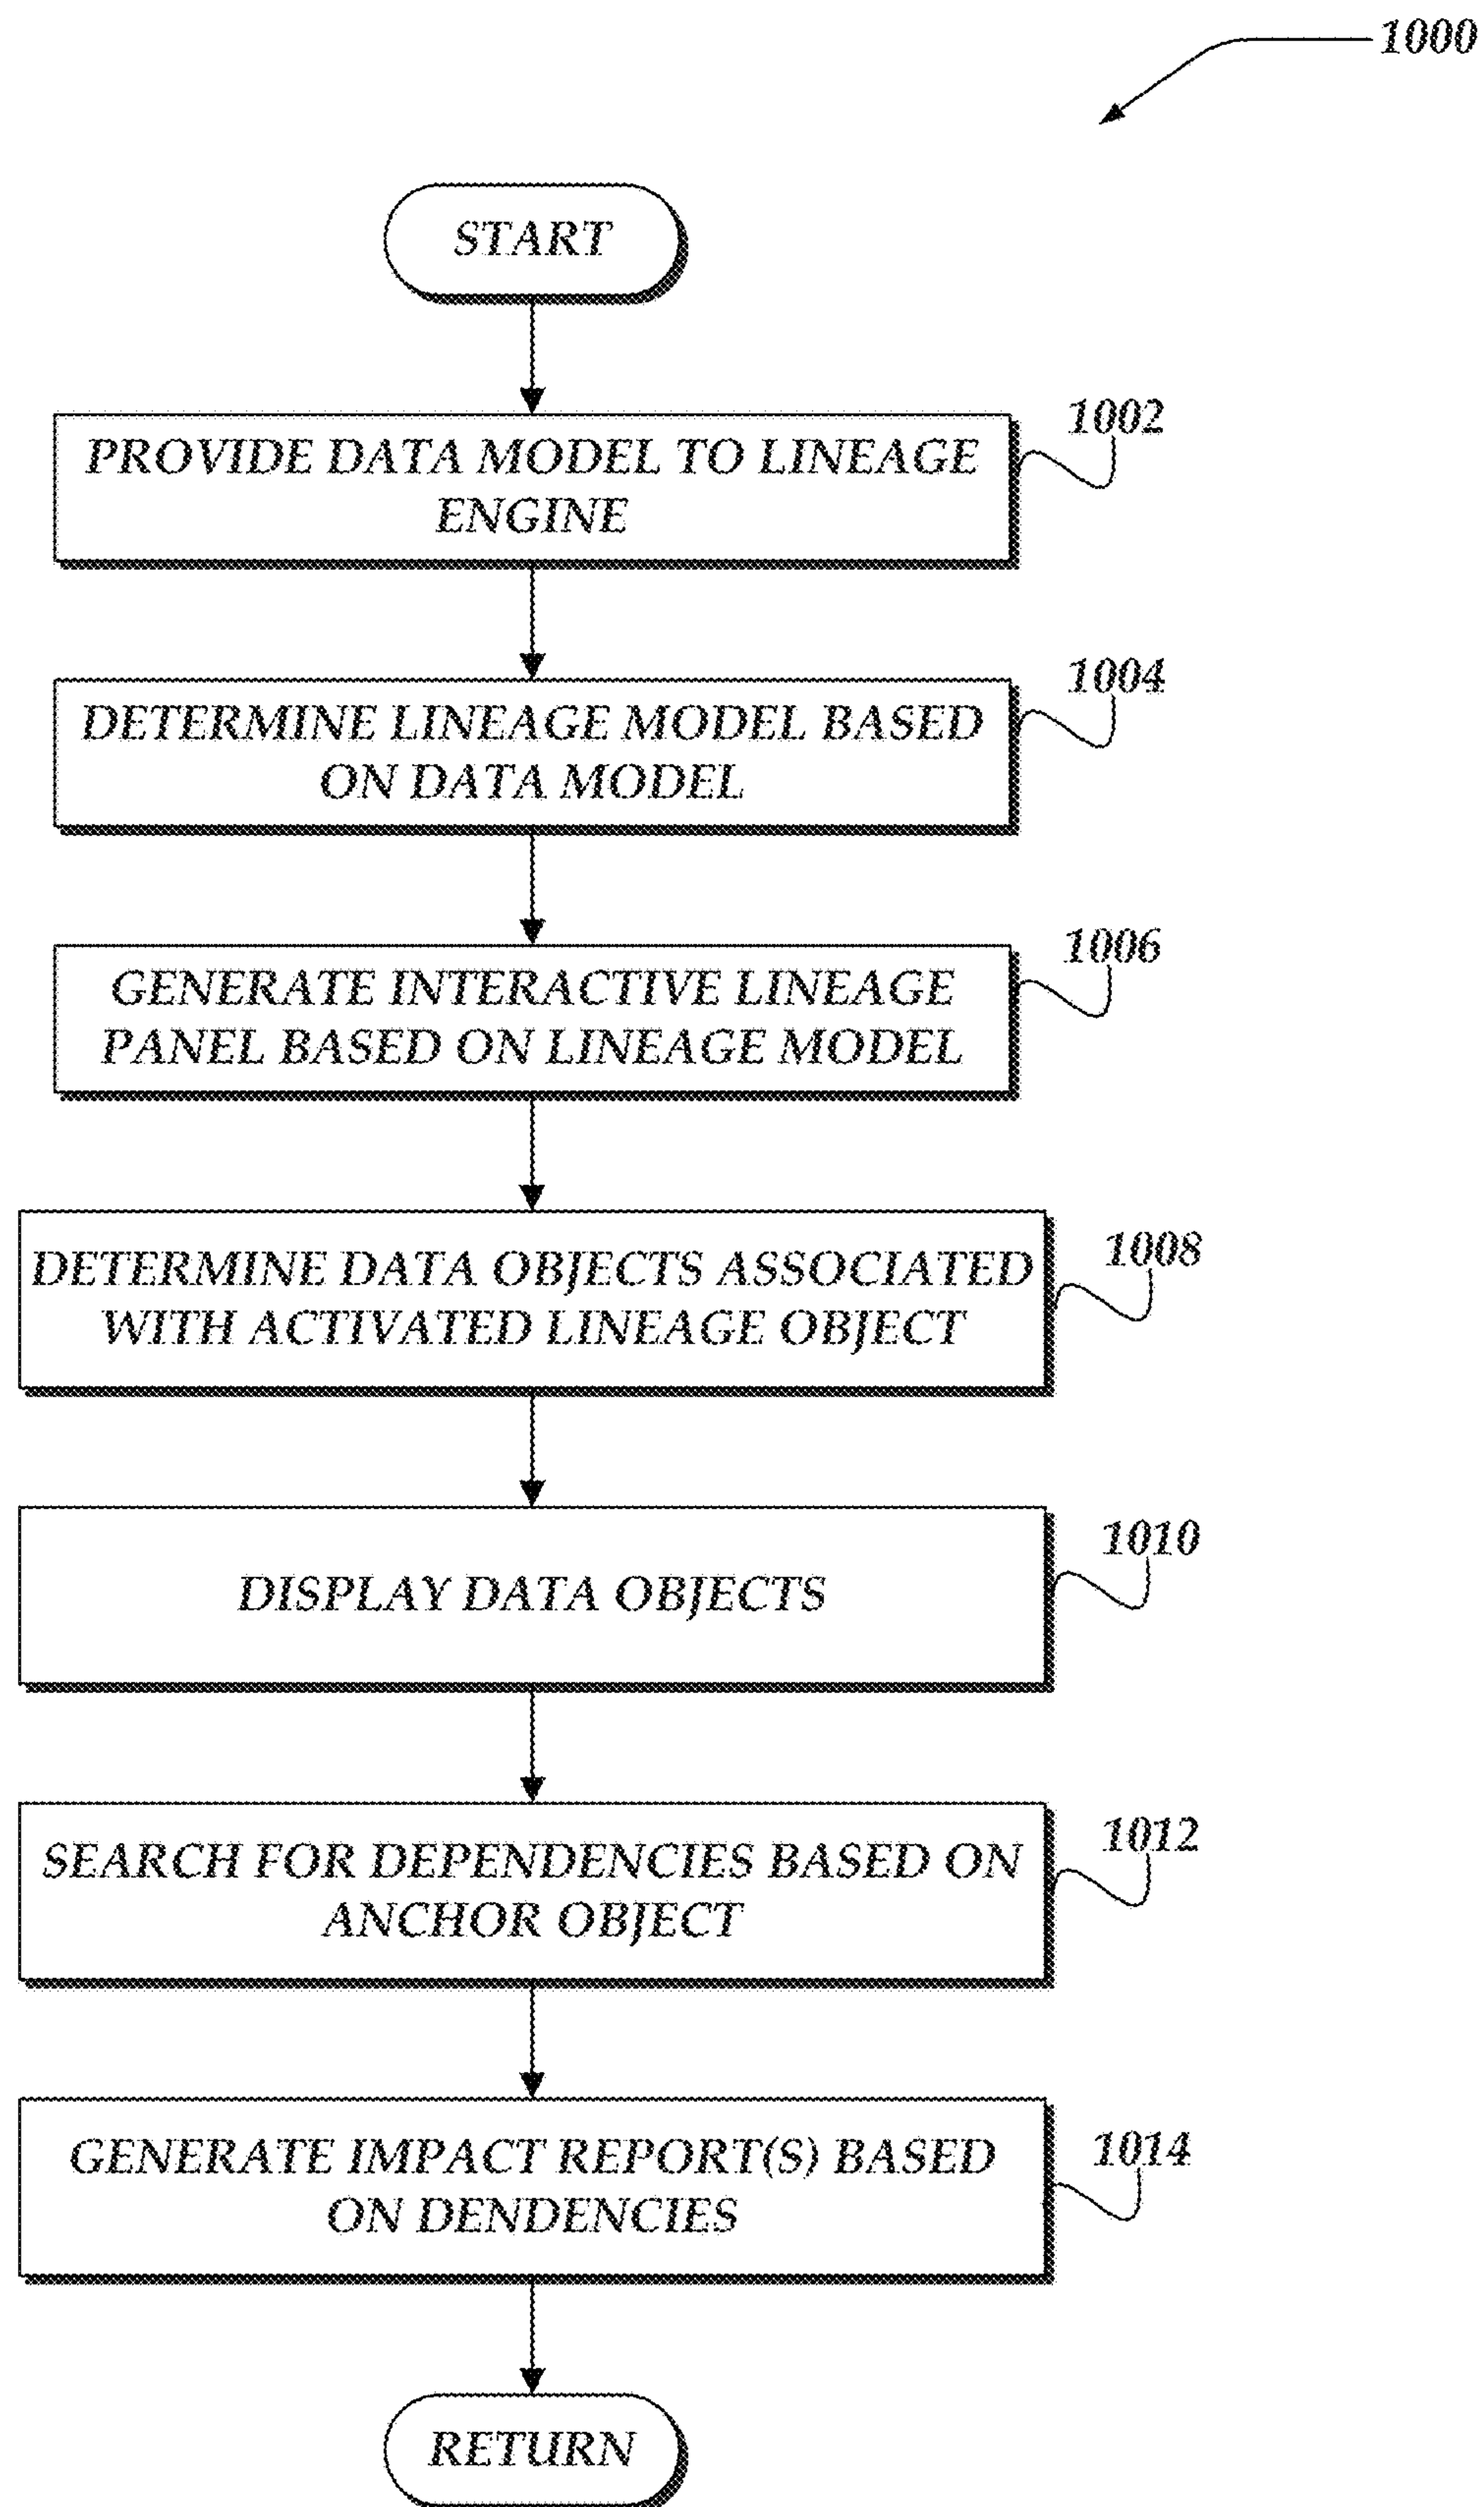 1000
START
1002
PROVIDE DATA MODEL TO LINEAGE
ENGINE
1004
DETERMINE LINEAGE MODEL BASED
ON DATA MODEL
1006
GENERATE INTERACTIVE LINEAGE
PANEL BASED ON LINEAGE MODEL
1008
DETERMINE DATA OBJECTS ASSOCIATED
WITH ACTIVATED LINEAGE OBJECT
1010
DISPLAY DATA OBJECTS
1012
SEARCH FOR DEPENDENCIES BASED ON
ANCHOR OBJECT
1014
GENERATE IMPACT REPORT(S) BASED
ON DENDENCIES
RETURN